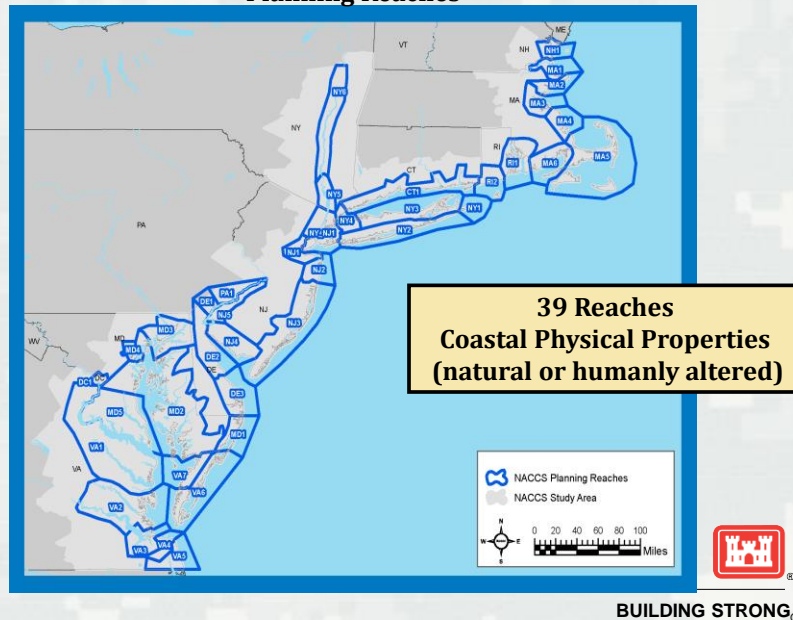 Planning Reaches
VT
ME
NH
NH1
MA1
MA2
MA
MA3
MA4
NY6
NY
MA5
MA6
RI
RI1
CT
RI2
CT1
NY5
NY3
NY1
NY4
NY2
NJ1
NJ1
NJ2
PA
PA1
DE1
NJ
NJ5
NJ3
39 Reaches
Coastal Physical Properties
(natural or humanly altered)
MD3
NJ4
MD
WV
MD4
DE2
DE
DC1
DE3
MD5
MD2
MD1
VA1
VA
VA7
VA6
VA2
VA4
VA3
VA5
NACCS Planning Reaches
NACCS Study Area
N
W E
S
0 20 40 60 80 100
Miles
®
BUILDING STRONG®